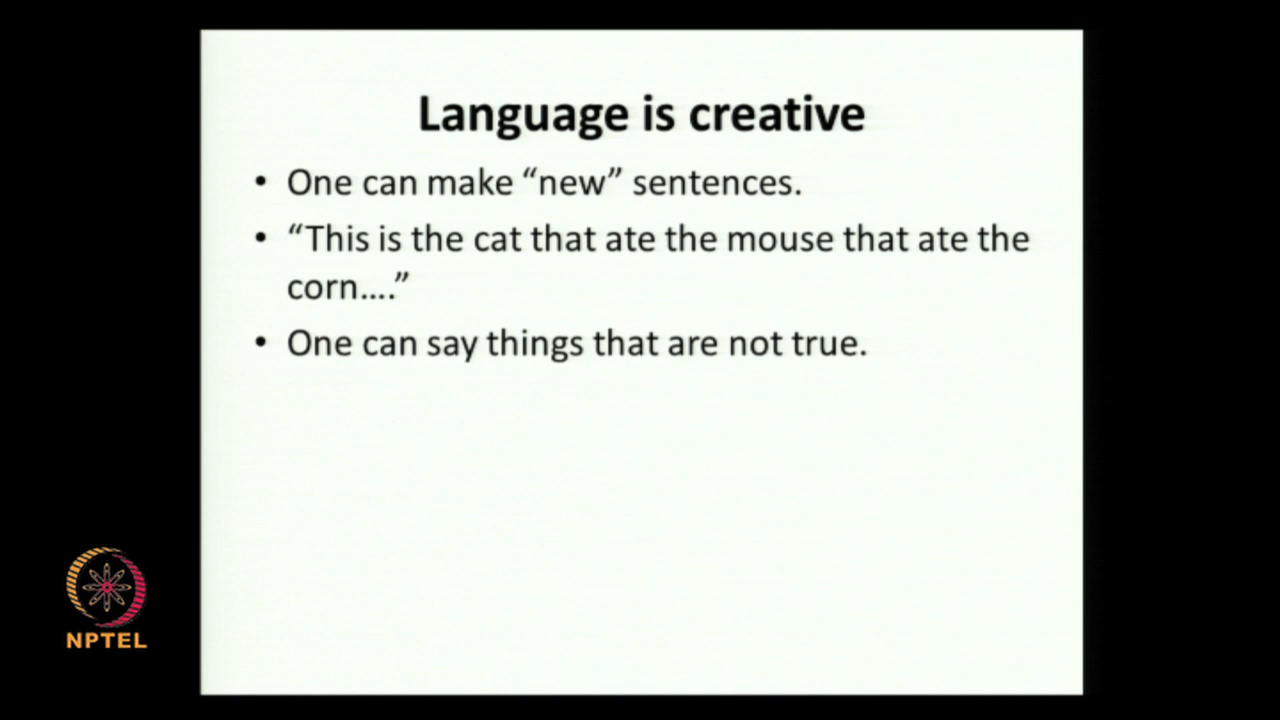 Language is creative
• One can make “new” sentences.
• “This is the cat that ate the mouse that ate the
corn....”
• One can say things that are not true.
NPTEL